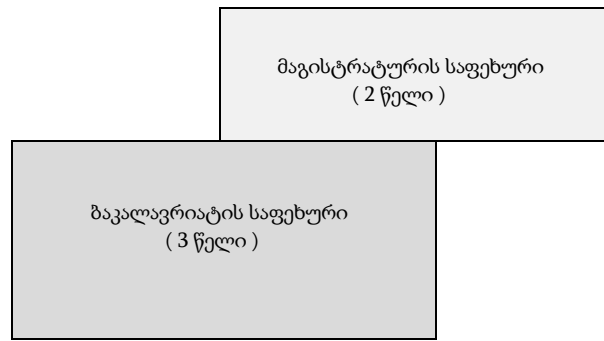 მაგისტრატურის საფეხური
( 2 წელი )
ბაკალავრიატის საფეხური
( 3 წელი )